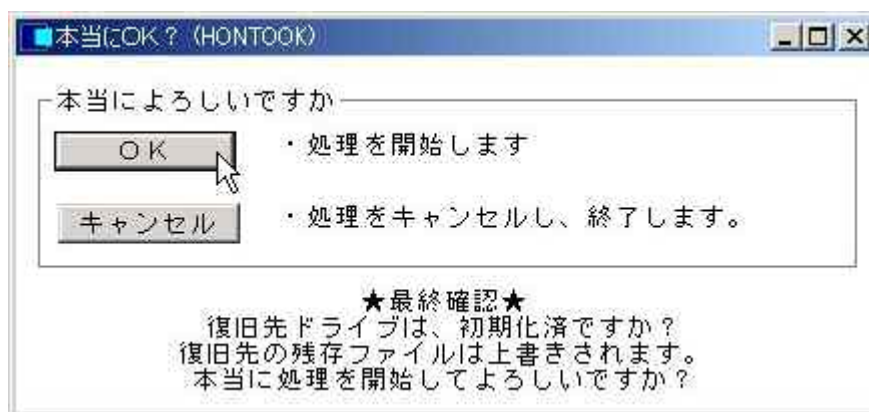 本当にOK？(HONTOOK)
本当によろしいですか
OK
・処理を開始します
キャンセル
・処理をキャンセルし、終了します。
★最終確認★
復旧先ドライブは、初期化済ですか？
復旧先の残存ファイルは上書きされます。
本当に処理を開始してよろしいですか？